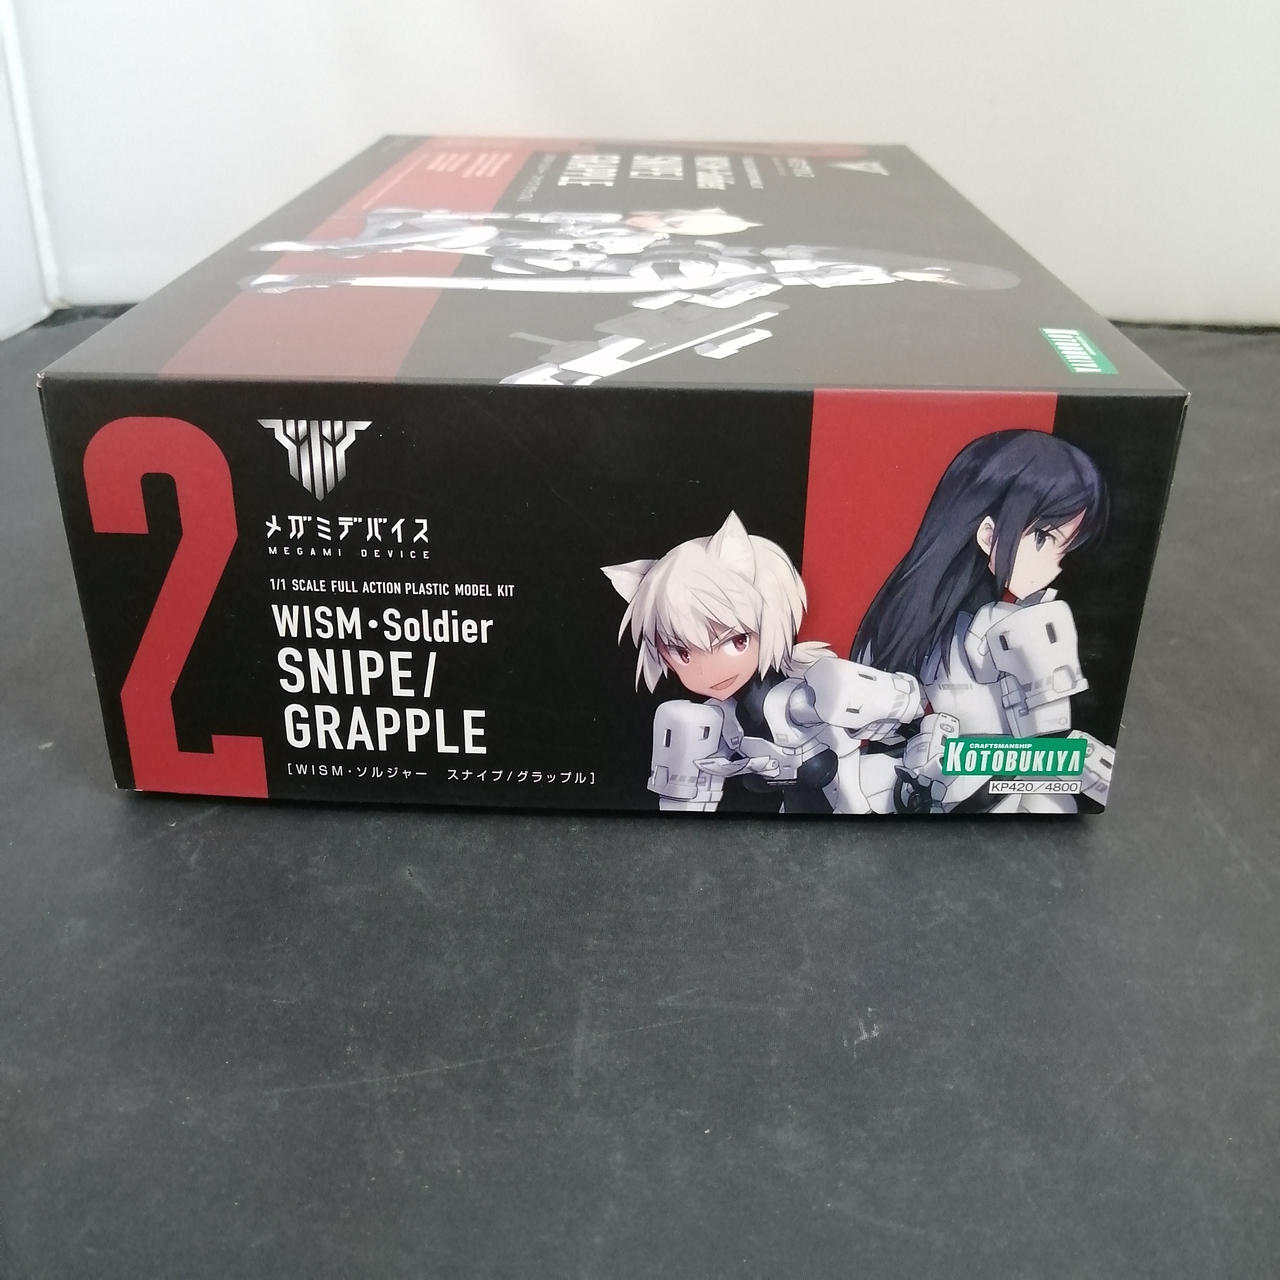 GRAPPLE
KOTOBUKIYA
2
メガミデバイス
MEGAMI DEVICE
1/1 SCALE FULL ACTION PLASTIC MODEL KIT
WISM・Soldier
SNIPE/
GRAPPLE
[WISM・ソルジャー スナイプ/グラップル]
CRAFTSMANSHIP
KOTOBUKIYA
KP420/4800